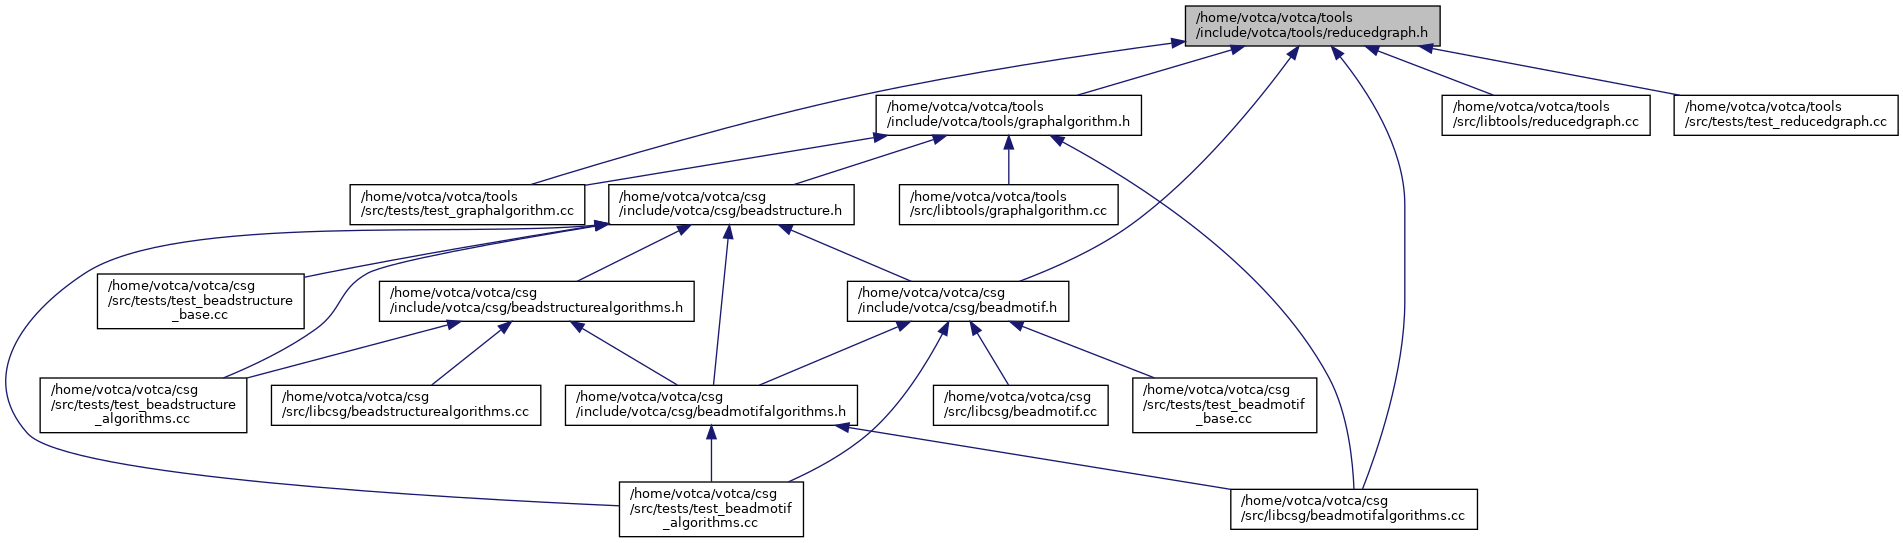 /home/votca/votca/tools
/include/votca/tools/reducedgraph.h
/home/votca/votca/tools
/include/votca/tools/graphalgorithm.h
/home/votca/votca/tools
/src/libtools/reducedgraph.cc
/home/votca/votca/tools
/src/tests/test_reducedgraph.cc
/home/votca/votca/tools
/src/tests/test_graphalgorithm.cc
/home/votca/votca/csg
/include/votca/csg/beadstructure.h
/home/votca/votca/tools
/src/libtools/graphalgorithm.cc
/home/votca/votca/csg
/src/tests/test_beadstructure
_base.cc
/home/votca/votca/csg
/include/votca/csg/beadstructurealgorithms.h
/home/votca/votca/csg
/include/votca/csg/beadmotif.h
/home/votca/votca/csg
/src/tests/test_beadstructure
_algorithms.cc
/home/votca/votca/csg
/src/libcsg/beadstructurealgorithms.cc
/home/votca/votca/csg
/include/votca/csg/beadmotifalgorithms.h
/home/votca/votca/csg
/src/libcsg/beadmotif.cc
/home/votca/votca/csg
/src/tests/test_beadmotif
_base.cc
/home/votca/votca/csg
/src/tests/test_beadmotif
_algorithms.cc
/home/votca/votca/csg
/src/libcsg/beadmotifalgorithms.cc